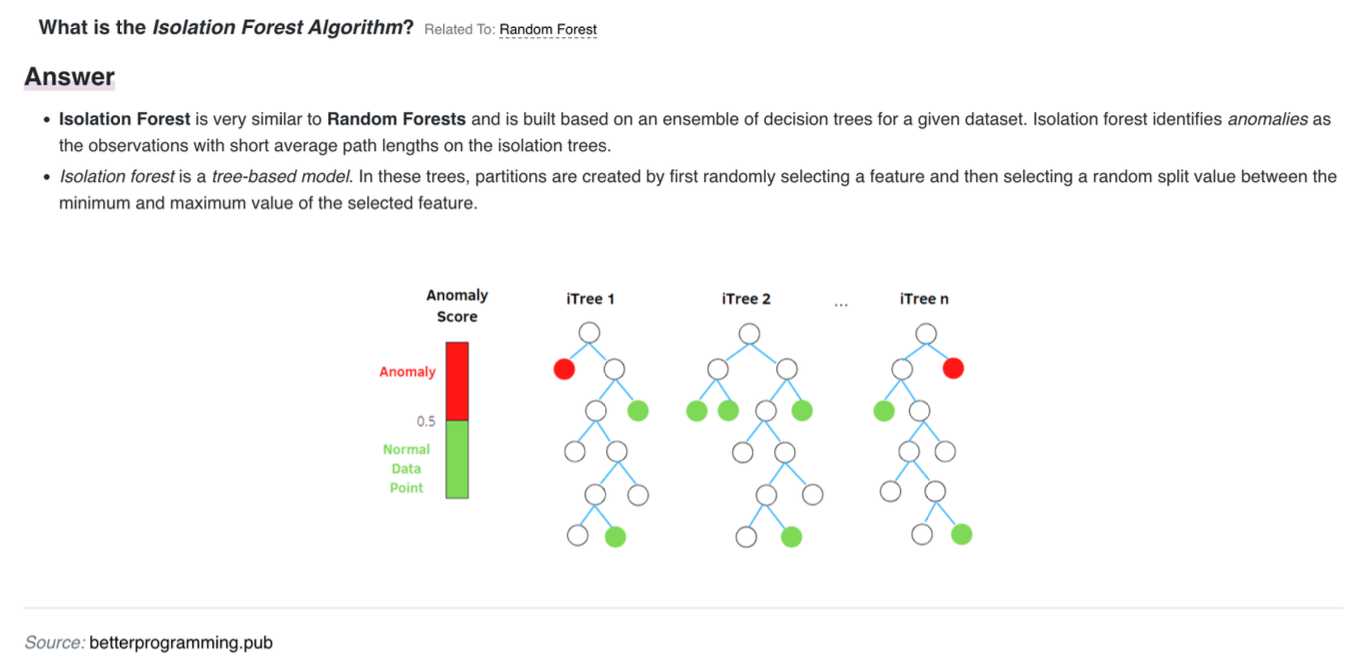 What is the Isolation Forest Algorithm? Related To: Random Forest
Answer
• Isolation Forest is very similar to Random Forests and is built based on an ensemble of decision trees for a given dataset. Isolation forest identifies anomalies as
the observations with short average path lengths on the isolation trees.
• Isolation forest is a tree-based model. In these trees, partitions are created by first randomly selecting a feature and then selecting a random split value between the
minimum and maximum value of the selected feature.
Anomaly
Score
iTree 1
iTree 2
...
iTree n
Anomaly
0.5
Normal
Data
Point
Source: betterprogramming.pub